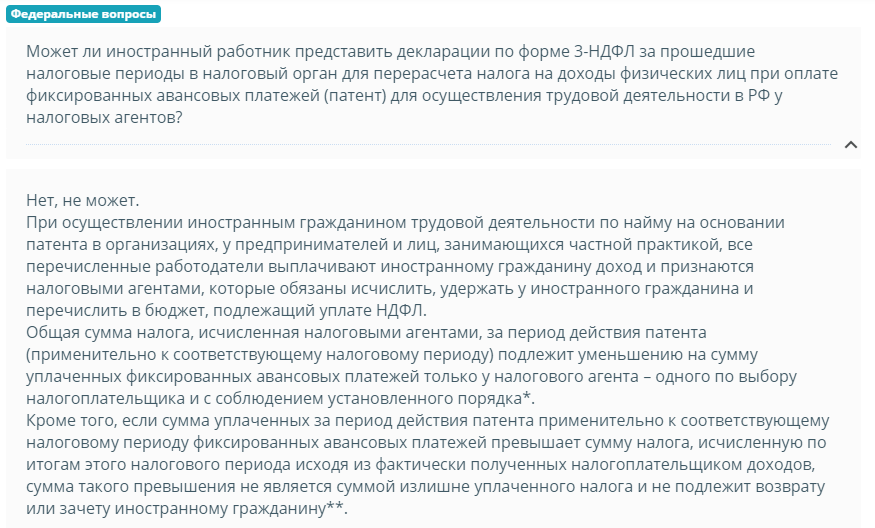 Федеральные вопросы
Может ли иностранный работник представить декларации по форме 3-НДФЛ за прошедшие
налоговые периоды в налоговый орган для перерасчета налога на доходы физических лиц при оплате
фиксированных авансовых платежей (патент) для осуществления трудовой деятельности в РФ у
налоговых агентов?
Нет, не может.
При осуществлении иностранным гражданином трудовой деятельности по найму на основании
патента в организациях, у предпринимателей и лиц, занимающихся частной практикой, все
перечисленные работодатели выплачивают иностранному гражданину доход и признаются
налоговыми агентами, которые обязаны исчислить, удержать у иностранного гражданина и
перечислить в бюджет, подлежащий уплате НДФЛ.
Общая сумма налога, исчисленная налоговыми агентами, за период действия патента
(применительно к соответствующему налоговому периоду) подлежит уменьшению на сумму
уплаченных фиксированных авансовых платежей только у налогового агента – одного по выбору
налогоплательщика и с соблюдением установленного порядка*.
Кроме того, если сумма уплаченных за период действия патента применительно к соответствующему
налоговому периоду фиксированных авансовых платежей превышает сумму налога, исчисленную по
итогам этого налогового периода исходя из фактически полученных налогоплательщиком доходов,
сумма такого превышения не является суммой излишне уплаченного налога и не подлежит возврату
или зачету иностранному гражданину**.